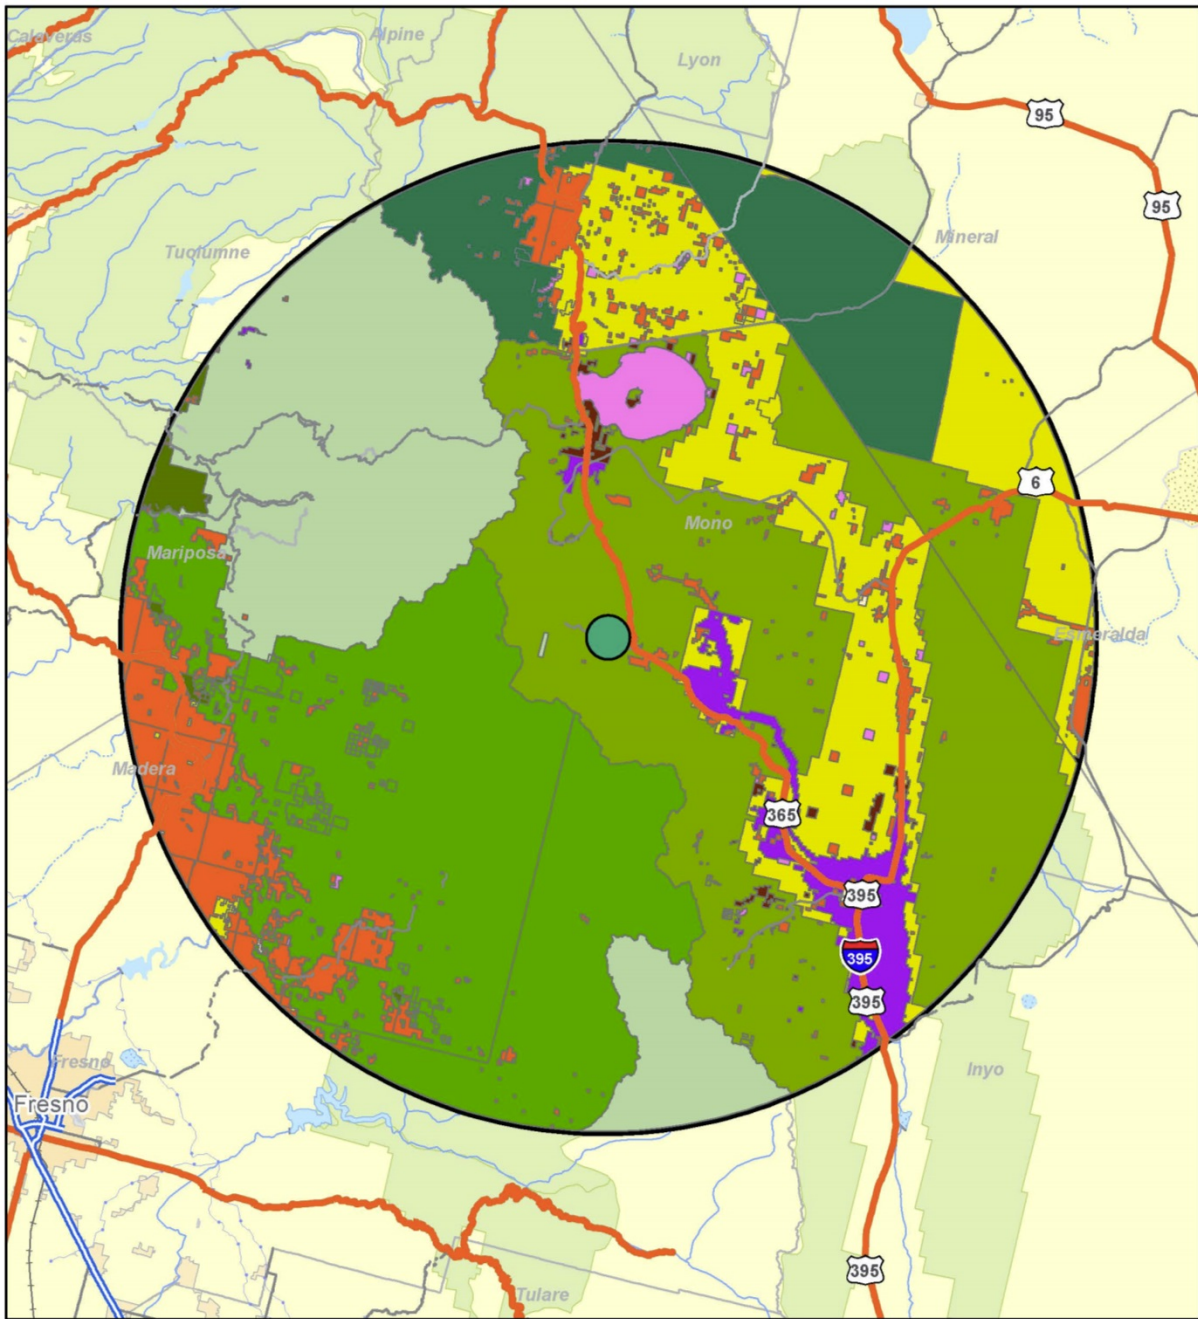 Calaveras
Alpine
Lyon
95
95
Mineral
Tuolumne
6
Mono
Mariposa
Esmeralda
Madera
365
395
395
395
Fresno
Fresno
Inyo
395
Tulare